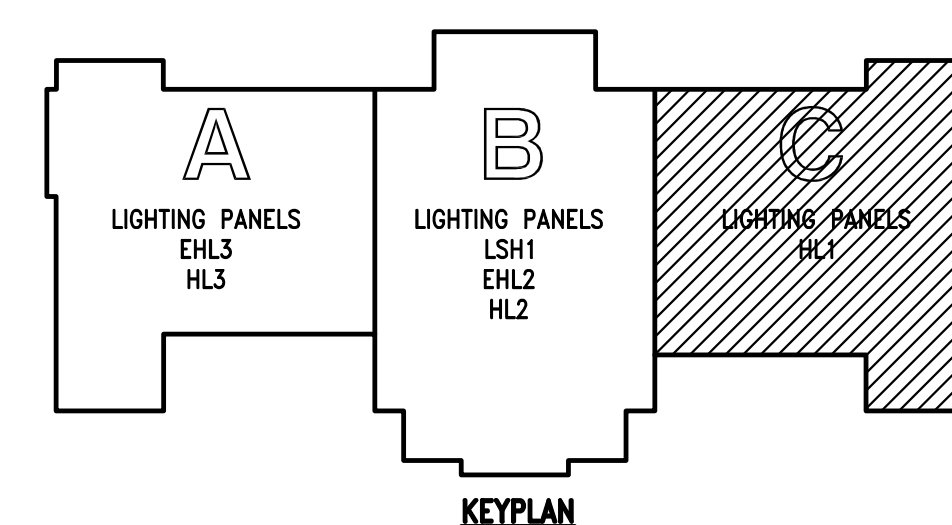 A
LIGHTING PANELS
EHL3
HL3
B
LIGHTING PANELS
LSH1
EHL2
HL2
C
LIGHTING PANELS
HL1
KEYPLAN